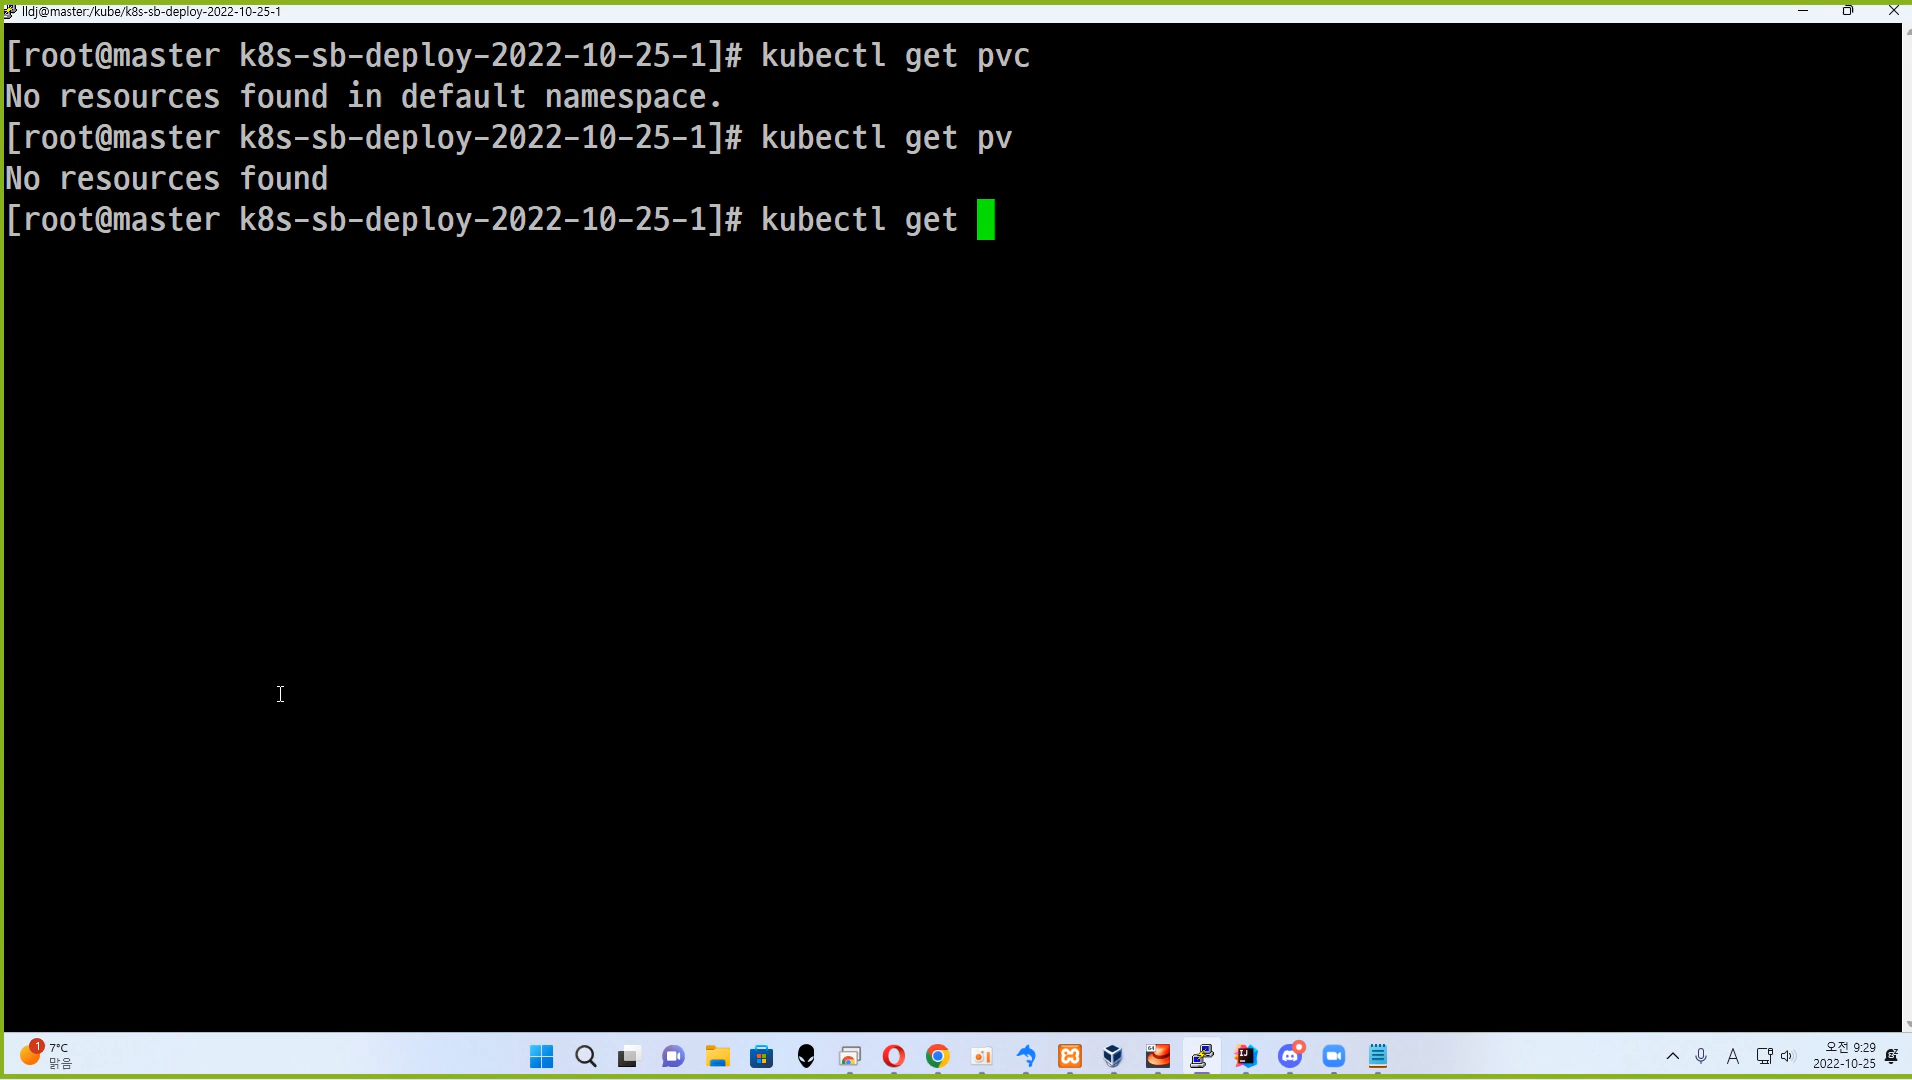 lldj@master:/kube/k8s-sb-deploy-2022-10-25-1
[root@master k8s-sb-deploy-2022-10-25-1]# kubectl get pvc
No resources found in default namespace.
[root@master k8s-sb-deploy-2022-10-25-1]# kubectl get pv
No resources found
[root@master k8s-sb-deploy-2022-10-25-1]# kubectl get
1
7°C
맑음
64
A
오전 9:29
2022-10-25